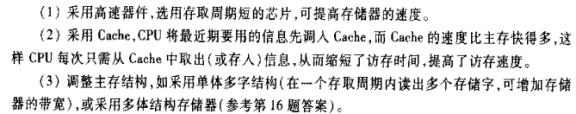 (1) 采用高速器件,选用存取周期短的芯片,可提高存储器的速度。
(2) 采用 Cache,CPU 将最近期要用的信息先调入 Cache,而 Cache 的速度比主存快得多,这
样 CPU 每次只需从 Cache 中取出(或存入)信息,从而缩短了访存时间,提高了访存速度。
(3) 调整主存结构,如采用单体多字结构(在一个存取周期内读出多个存储字,可增加存储
器的带宽),或采用多体结构存储器(参考第 16 题答案)。